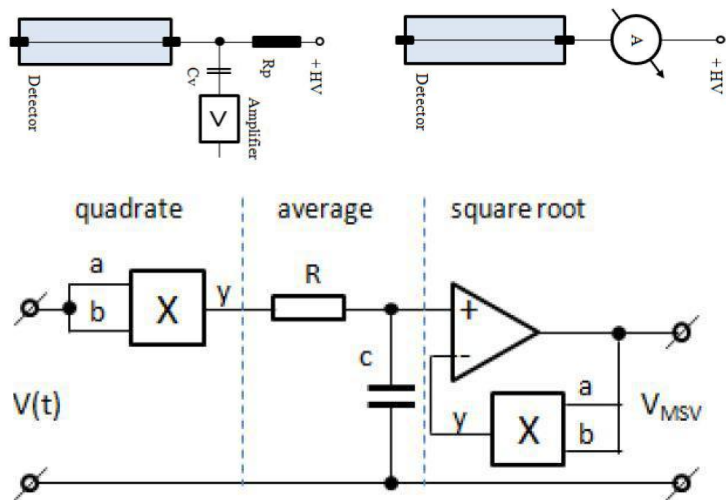 Detector
Cv
Amplifier
V
Rp
+ HV
Detector
A
+ HV
quadrate
average
square root
a
b
X
y
R
c
+
-
a
b
X
y
V(t)
VMSV